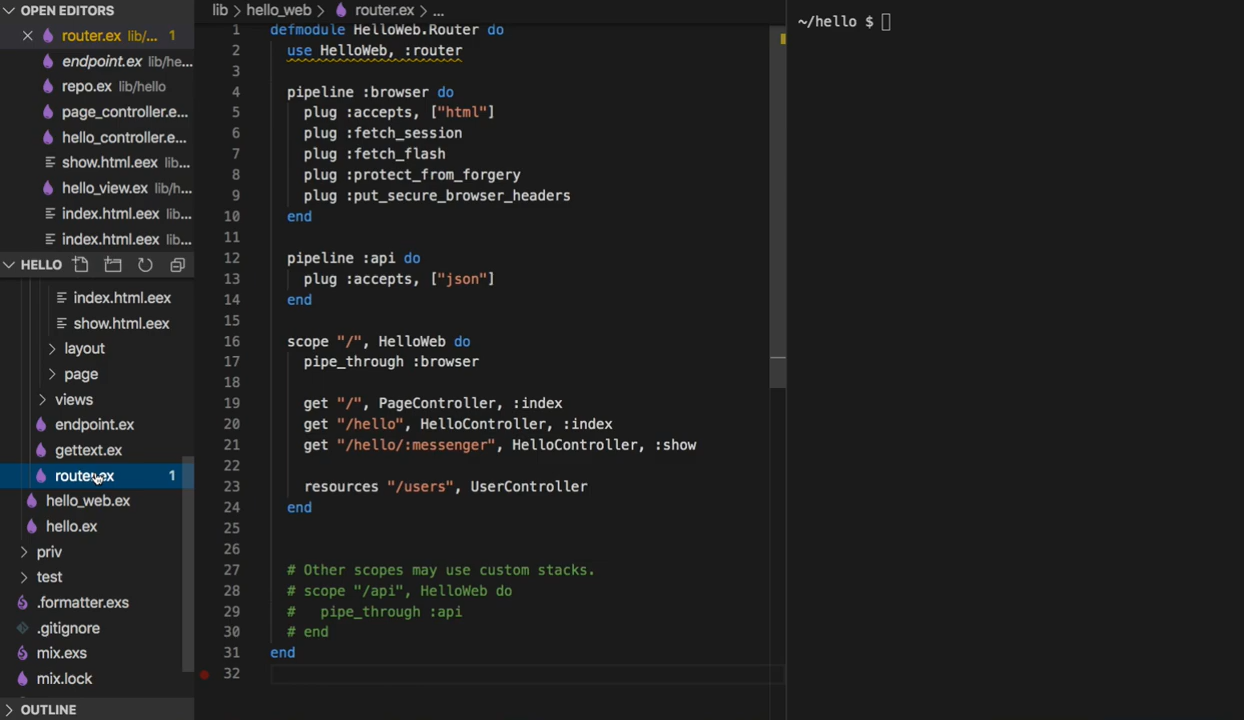 OPEN EDITORS
router.ex lib/... 1
endpoint.ex lib/he...
repo.ex lib/hello
page_controller.e...
hello_controller.e...
show.html.eex lib...
hello_view.ex lib/h...
index.html.eex lib...
index.html.eex lib...
HELLO
index.html.eex
show.html.eex
layout
page
views
endpoint.ex
gettext.ex
router.ex 1
hello_web.ex
hello.ex
priv
test
.formatter.exs
.gitignore
mix.exs
mix.lock
OUTLINE
lib > hello_web > router.ex > ...
1 defmodule HelloWeb.Router do
2 use HelloWeb, :router
3
4 pipeline :browser do
5 plug :accepts, ["html"]
6 plug :fetch_session
7 plug :fetch_flash
8 plug :protect_from_forgery
9 plug :put_secure_browser_headers
10 end
11
12 pipeline :api do
13 plug :accepts, ["json"]
14 end
15
16 scope "/", HelloWeb do
17 pipe_through :browser
18
19 get "/", PageController, :index
20 get "/hello", HelloController, :index
21 get "/hello/:messenger", HelloController, :show
22
23 resources "/users", UserController
24 end
25
26
27 # Other scopes may use custom stacks.
28 # scope "/api", HelloWeb do
29 #   pipe_through :api
30 # end
31 end
32
~/hello $